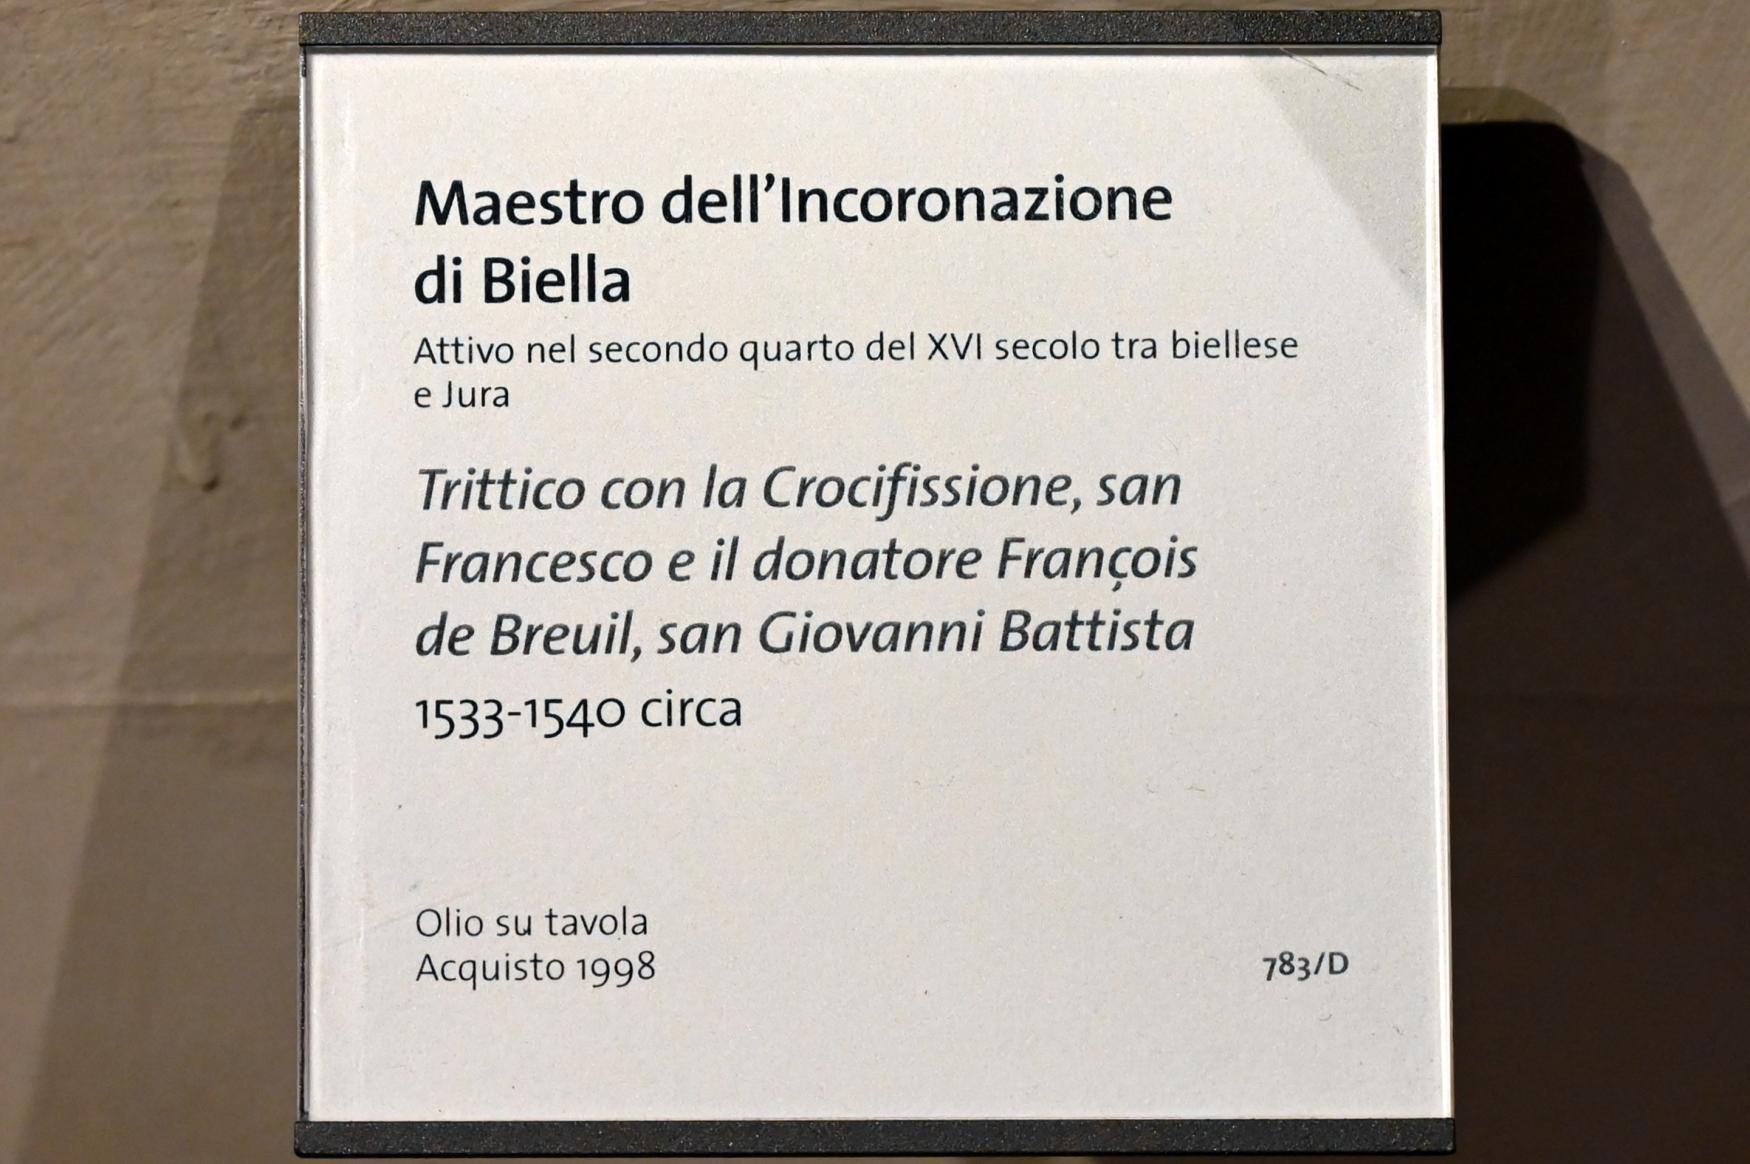 Maestro dell’Incoronazione
di Biella
Attivo nel secondo quarto del XVI secolo tra biellese
e Jura
Trittico con la Crocifissione, san
Francesco e il donatore François
de Breuil, san Giovanni Battista
1533-1540 circa
Olio su tavola
Acquisto 1998
783/D